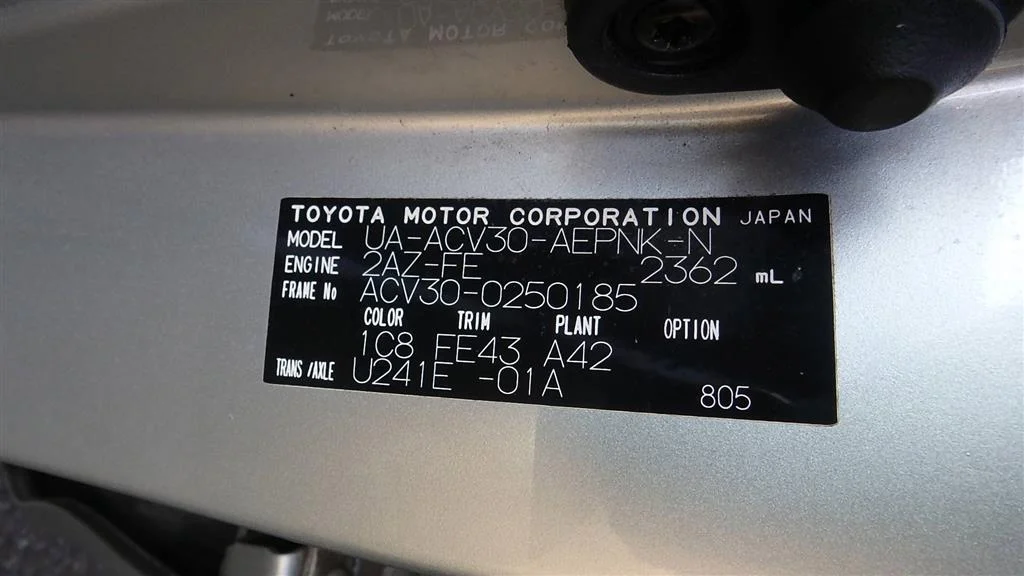 TOYOTA MOTOR CORPORATION JAPAN
MODEL UA-ACV30-AEPNK-N
ENGINE 2AZ-FE 2362 mL
FRAME No ACV30-0250185
COLOR TRIM PLANT OPTION
1C8 FE43 A42
TRANS/AXLE U241E -01A
805